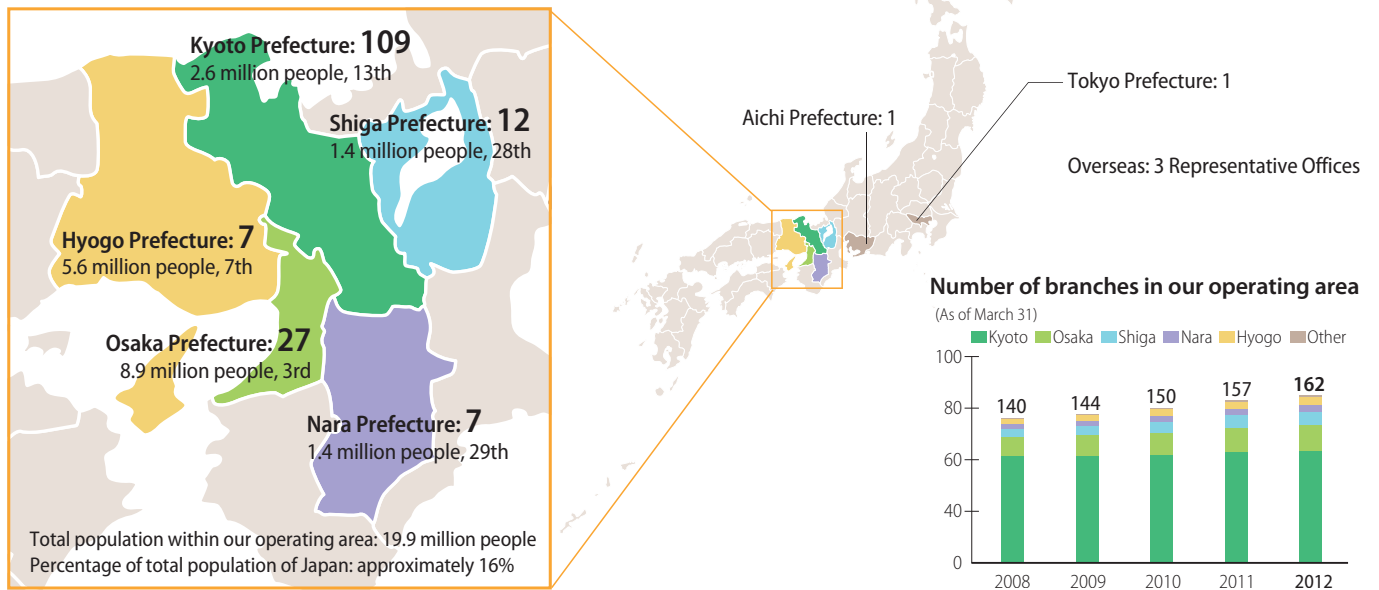 Kyoto Prefecture: 109
2.6 million people, 13th
Shiga Prefecture: 12
1.4 million people, 28th
Hyogo Prefecture: 7
5.6 million people, 7th
Osaka Prefecture: 27
8.9 million people, 3rd
Nara Prefecture: 7
1.4 million people, 29th
Total population within our operating area: 19.9 million people
Percentage of total population of Japan: approximately 16%
Tokyo Prefecture: 1
Aichi Prefecture: 1
Overseas: 3 Representative Offices
Number of branches in our operating area
(As of March 31)
Kyoto Osaka Shiga Nara Hyogo Other
100
80
60
40
20
0
140 144 150 157 162
2008 2009 2010 2011 2012